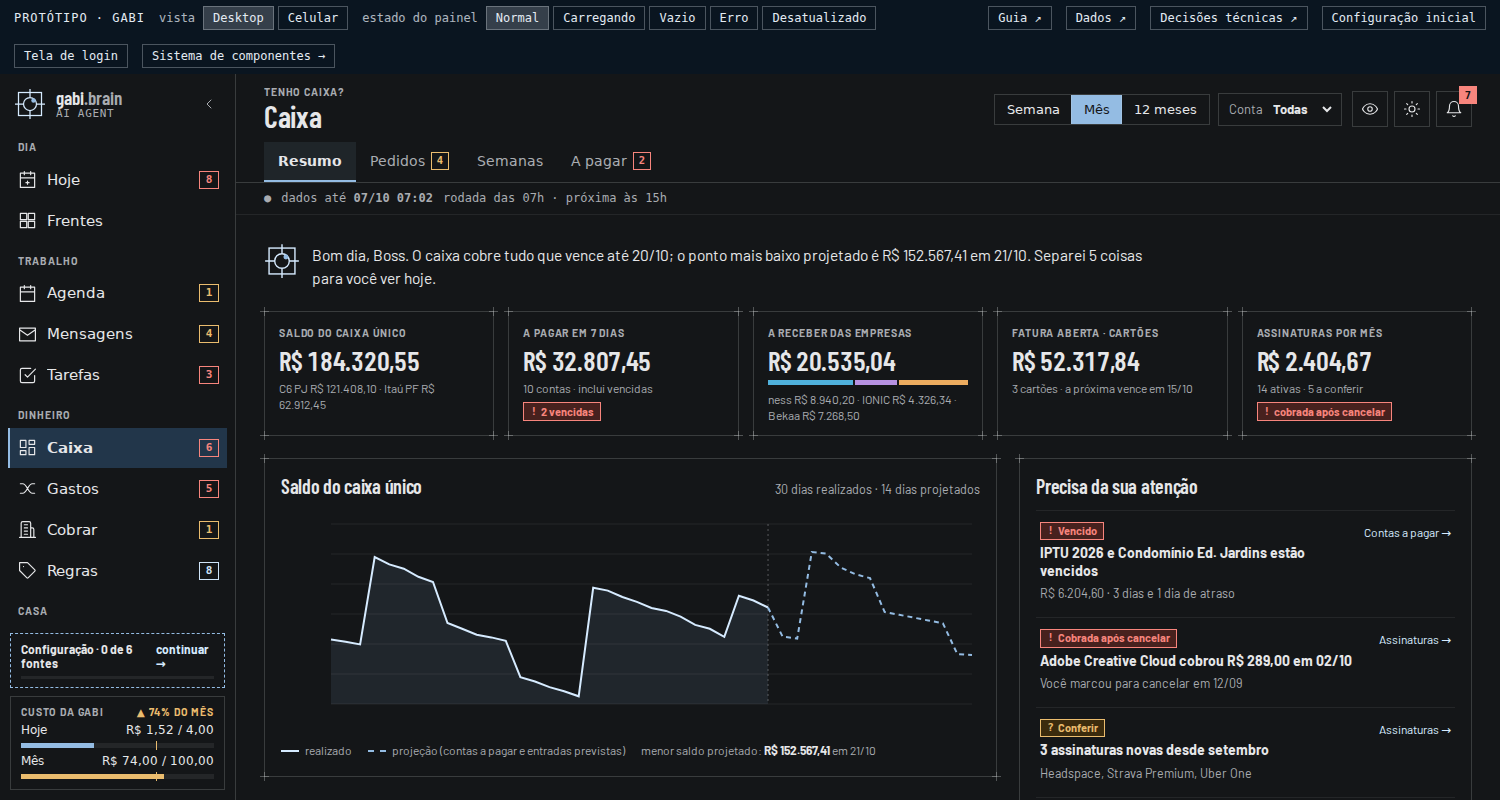 PROTÓTIPO · GABI vista Desktop Celular estado do painel Normal Carregando Vazio Erro Desatualizado Guia ↗ Dados ↗ Decisões técnicas ↗ Configuração inicial
Tela de login Sistema de componentes →
gabi.brain
AI AGENT
DIA
Hoje 8
Frentes
TRABALHO
Agenda 1
Mensagens 4
Tarefas 3
DINHEIRO
Caixa 6
Gastos 5
Cobrar 1
Regras 8
CASA
Configuração · 0 de 6 fontes
continuar →
CUSTO DA GABI ▲ 74% DO MÊS
Hoje R$ 1,52 / 4,00
Mês R$ 74,00 / 100,00
TENHO CAIXA?
Caixa
Semana Mês 12 meses Conta Todas 7
Resumo Pedidos 4 Semanas A pagar 2
● dados até 07/10 07:02 rodada das 07h · próxima às 15h
Bom dia, Boss. O caixa cobre tudo que vence até 20/10; o ponto mais baixo projetado é R$ 152.567,41 em 21/10. Separei 5 coisas
para você ver hoje.
SALDO DO CAIXA ÚNICO
R$ 184.320,55
C6 PJ R$ 121.408,10 · Itaú PF R$
62.912,45
A PAGAR EM 7 DIAS
R$ 32.807,45
10 contas · inclui vencidas
! 2 vencidas
A RECEBER DAS EMPRESAS
R$ 20.535,04
ness R$ 8.940,20 · IONIC R$ 4.326,34 ·
Bekaa R$ 7.268,50
FATURA ABERTA · CARTÕES
R$ 52.317,84
3 cartões · a próxima vence em 15/10
ASSINATURAS POR MÊS
R$ 2.404,67
14 ativas · 5 a conferir
! cobrada após cancelar
Saldo do caixa único
30 dias realizados · 14 dias projetados
realizado projeção (contas a pagar e entradas previstas) menor saldo projetado: R$ 152.567,41 em 21/10
Precisa da sua atenção
! Vencido Contas a pagar →
IPTU 2026 e Condomínio Ed. Jardins estão
vencidos
R$ 6.204,60 · 3 dias e 1 dia de atraso
! Cobrada após cancelar Assinaturas →
Adobe Creative Cloud cobrou R$ 289,00 em 02/10
Você marcou para cancelar em 12/09
? Conferir Assinaturas →
3 assinaturas novas desde setembro
Headspace, Strava Premium, Uber One